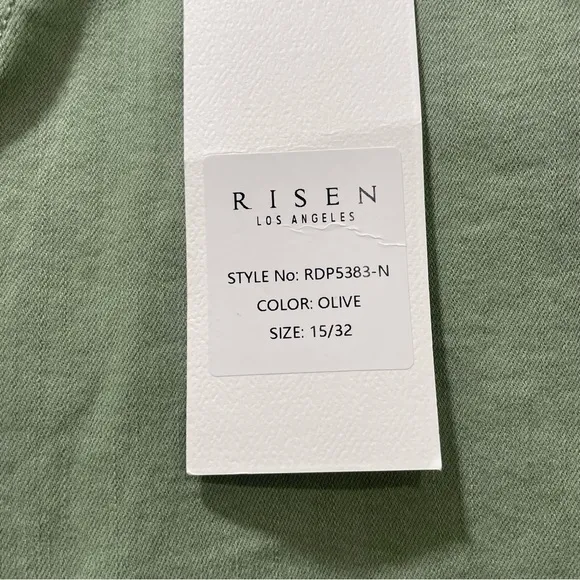 RISEN
LOS ANGELES
STYLE No: RDP5383-N
COLOR: OLIVE
SIZE: 15/32